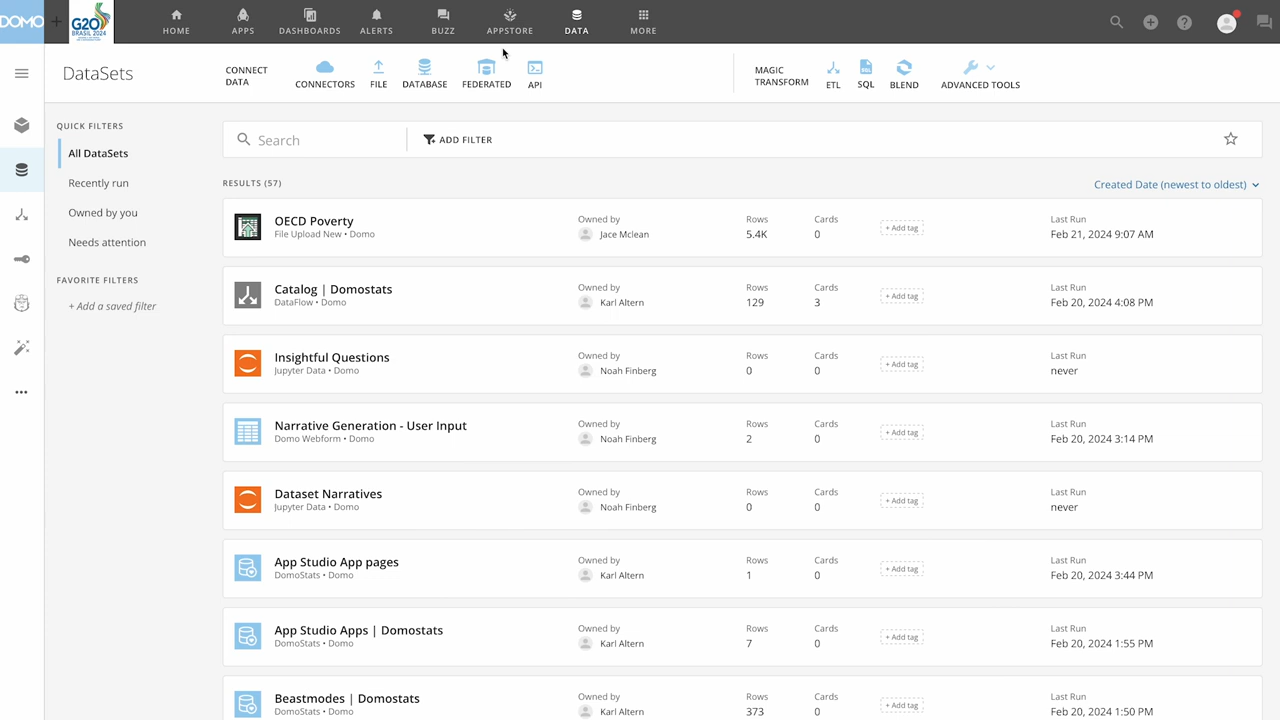 DOMO
G20
BRASIL 2024
HOME
APPS
DASHBOARDS
ALERTS
BUZZ
APPSTORE
DATA
MORE
DataSets
CONNECT DATA
CONNECTORS
FILE
DATABASE
FEDERATED
API
MAGIC TRANSFORM
ETL
SQL
BLEND
ADVANCED TOOLS
QUICK FILTERS
All DataSets
Recently run
Owned by you
Needs attention
FAVORITE FILTERS
+ Add a saved filter
Search
ADD FILTER
RESULTS (57)
Created Date (newest to oldest)
OECD Poverty
File Upload New • Domo
Owned by
Jace Mclean
Rows
5.4K
Cards
0
+ Add tag
Last Run
Feb 21, 2024 9:07 AM
Catalog | Domostats
DataFlow • Domo
Owned by
Karl Altern
Rows
129
Cards
3
+ Add tag
Last Run
Feb 20, 2024 4:08 PM
Insightful Questions
Jupyter Data • Domo
Owned by
Noah Finberg
Rows
0
Cards
0
+ Add tag
Last Run
never
Narrative Generation - User Input
Domo Webform • Domo
Owned by
Noah Finberg
Rows
2
Cards
0
+ Add tag
Last Run
Feb 20, 2024 3:14 PM
Dataset Narratives
Jupyter Data • Domo
Owned by
Noah Finberg
Rows
0
Cards
0
+ Add tag
Last Run
never
App Studio App pages
DomoStats • Domo
Owned by
Karl Altern
Rows
1
Cards
0
+ Add tag
Last Run
Feb 20, 2024 3:44 PM
App Studio Apps | Domostats
DomoStats • Domo
Owned by
Karl Altern
Rows
7
Cards
0
+ Add tag
Last Run
Feb 20, 2024 1:55 PM
Beastmodes | Domostats
DomoStats • Domo
Owned by
Karl Altern
Rows
373
Cards
0
+ Add tag
Last Run
Feb 20, 2024 1:50 PM